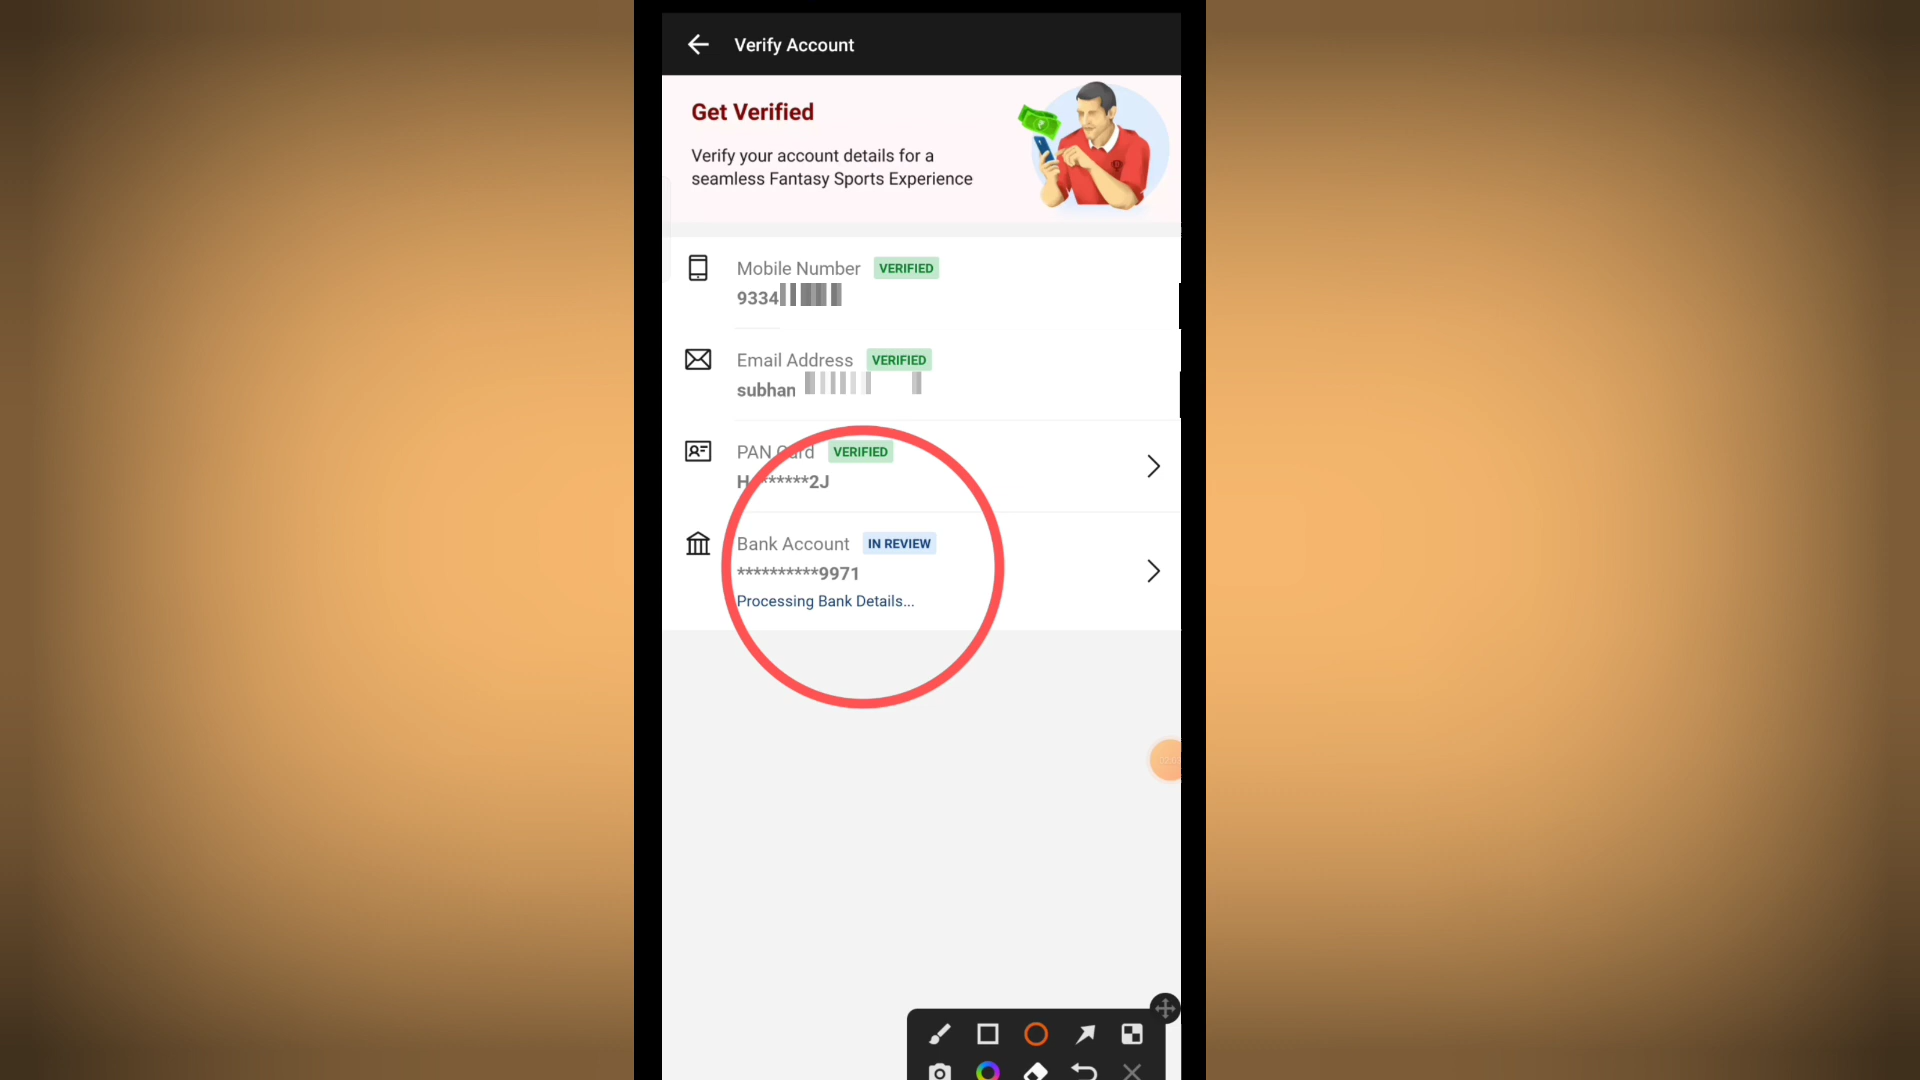 Verify Account
Get Verified
Verify your account details for a
seamless Fantasy Sports Experience
Mobile Number VERIFIED
9334
Email Address VERIFIED
subhan
PAN Card VERIFIED
H********2J
Bank Account IN REVIEW
**********9971
Processing Bank Details...